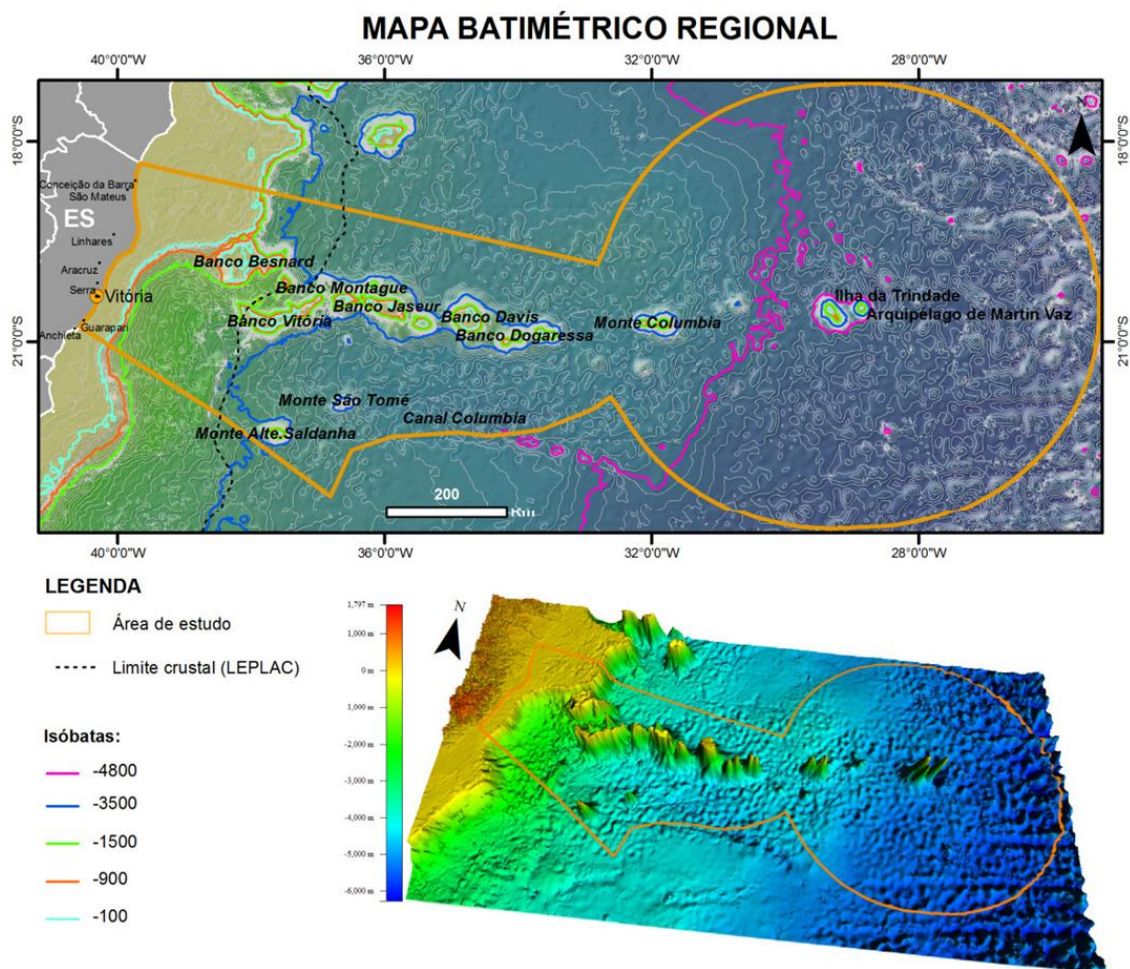 MAPA BATIMÉTRICO REGIONAL
40°0'0"W 36°0'0"W 32°0'0"W 28°0'0"W
18°0'0"S
18°0'0"S
N
Conceição da Barra
São Mateus
ES
Linhares
Aracruz
Serra
Vitória
Guarapari
Anchieta
21°0'0"S
21°0'0"S
Banco Besnard
Banco Montague
Banco Jaseur
Banco Vitória
Banco Davis
Banco Dogaressa
Monte Columbia
Ilha da Trindade
Arquipélago de Martin Vaz
Monte São Tomé
Canal Columbia
Monte Alte.Saldanha
200
Km
40°0'0"W 36°0'0"W 32°0'0"W 28°0'0"W
LEGENDA
Área de estudo
Limite crustal (LEPLAC)
Isóbatas:
-4800
-3500
-1500
-900
-100
1,797 m
1,000 m
0 m
-1,000 m
-2,000 m
-3,000 m
-4,000 m
-5,000 m
-6,000 m
N